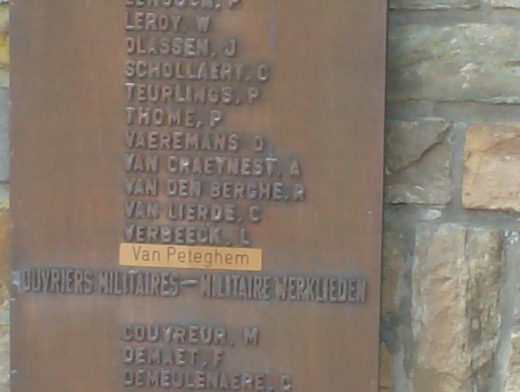 LEROY, W
OLASSEN, J
SCHOLLAERT, C
TEURLINGS, P
THOME, P
VAEREMANS O
VAN CRAEYNEST, A
VAN DEN BERGHE, R
VAN LIERDE, C
VERBEECK, L
Van Peteghem
OUVRIERS MILITAIRES — MILITAIRE WERKLIEDEN
COUVREUR, M
DEMAET, F
DEMEULENAERE, C